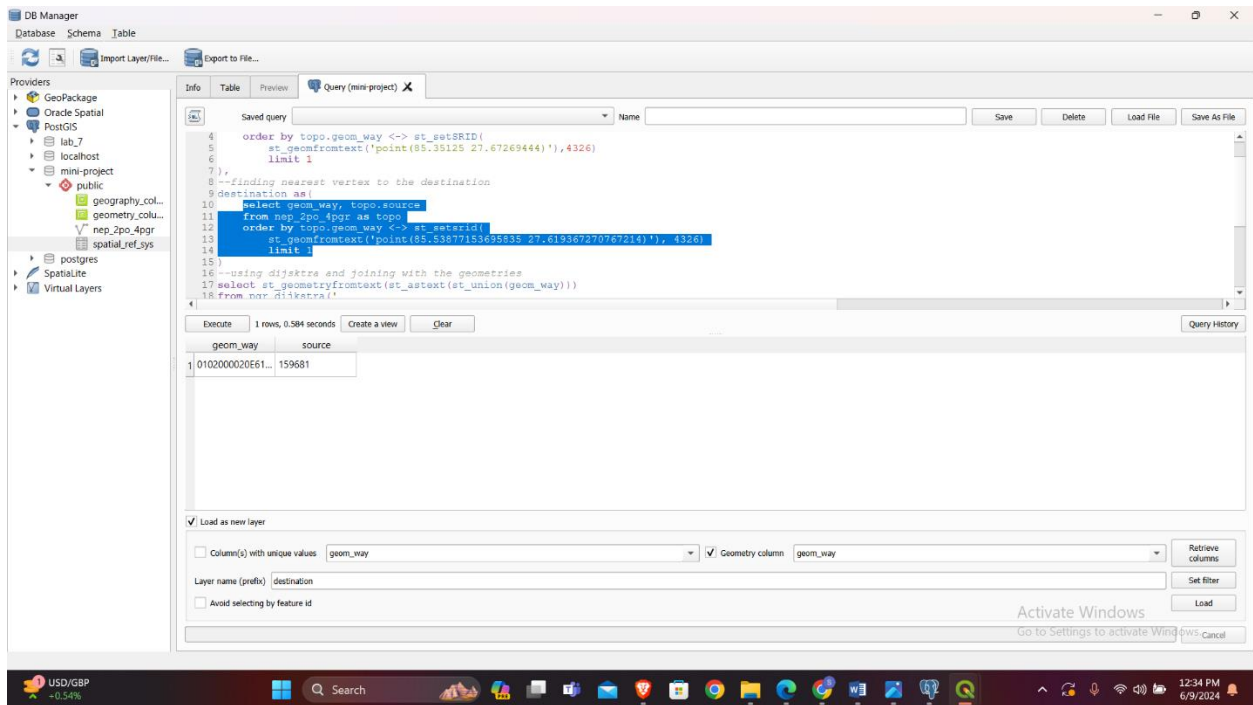 DB Manager
Database Schema Table
Import Layer/File... Export to File...
Providers
GeoPackage
Oracle Spatial
PostGIS
lab_7
localhost
mini-project
public
geography_col...
geometry_colu...
nep_2po_4pgr
spatial_ref_sys
postgres
SpatiaLite
Virtual Layers
Info Table Preview Query (mini-project) X
Saved query Name Save Delete Load File Save As File
4 order by topo.geom_way <-> st_setSRID(
5 st_geomfromtext('point(85.35125 27.67269444)'),4326)
6 limit 1
7 ),
8 --finding nearest vertex to the destination
9 destination as(
10 select geom_way, topo.source
11 from nep_2po_4pgr as topo
12 order by topo.geom_way <-> st_setsrid(
13 st_geomfromtext('point(85.53877153695835 27.619367270767214)'), 4326)
14 limit 1
15 )
16 --using dijsktra and joining with the geometries
17 select st_geometryfromtext(st_astext(st_union(geom_way)))
18 from pgr_dijkstra('
Execute 1 rows, 0.584 seconds Create a view Clear Query History
geom_way source
1 0102000020E61... 159681
Load as new layer
Column(s) with unique values geom_way Geometry column geom_way Retrieve columns
Layer name (prefix) destination Set filter
Avoid selecting by feature id Load
Activate Windows
Go to Settings to activate Windows.
Cancel
1 USD/GBP
+0.54%
Search
12:34 PM
6/9/2024